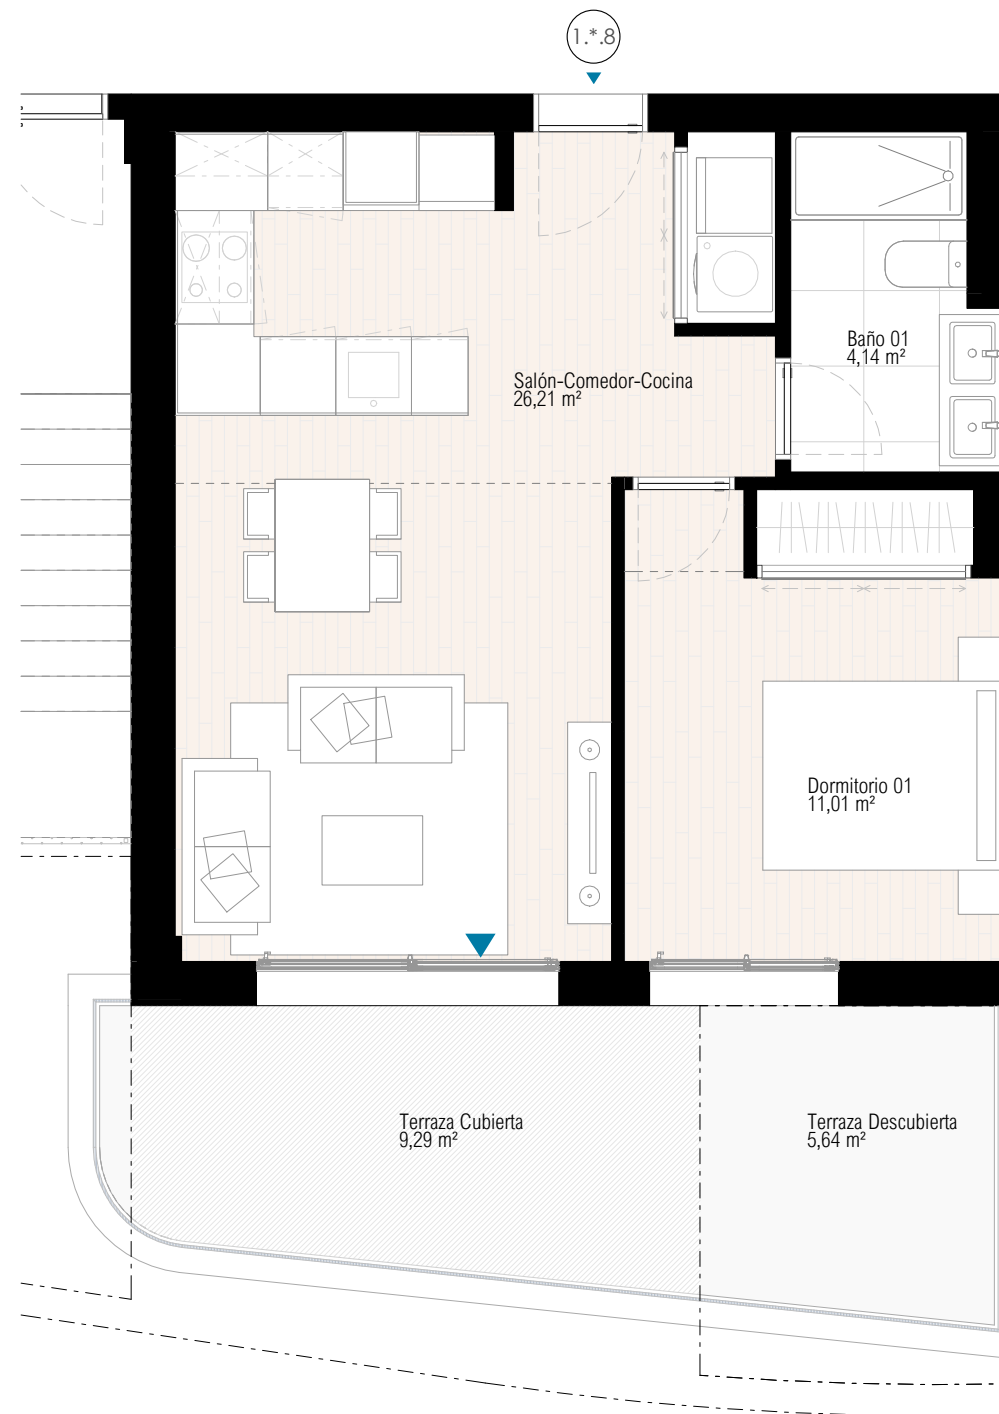 1.*.8
Baño 01
4,14 m²
Salón-Comedor-Cocina
26,21 m²
Dormitorio 01
11,01 m²
Terraza Cubierta
9,29 m²
Terraza Descubierta
5,64 m²